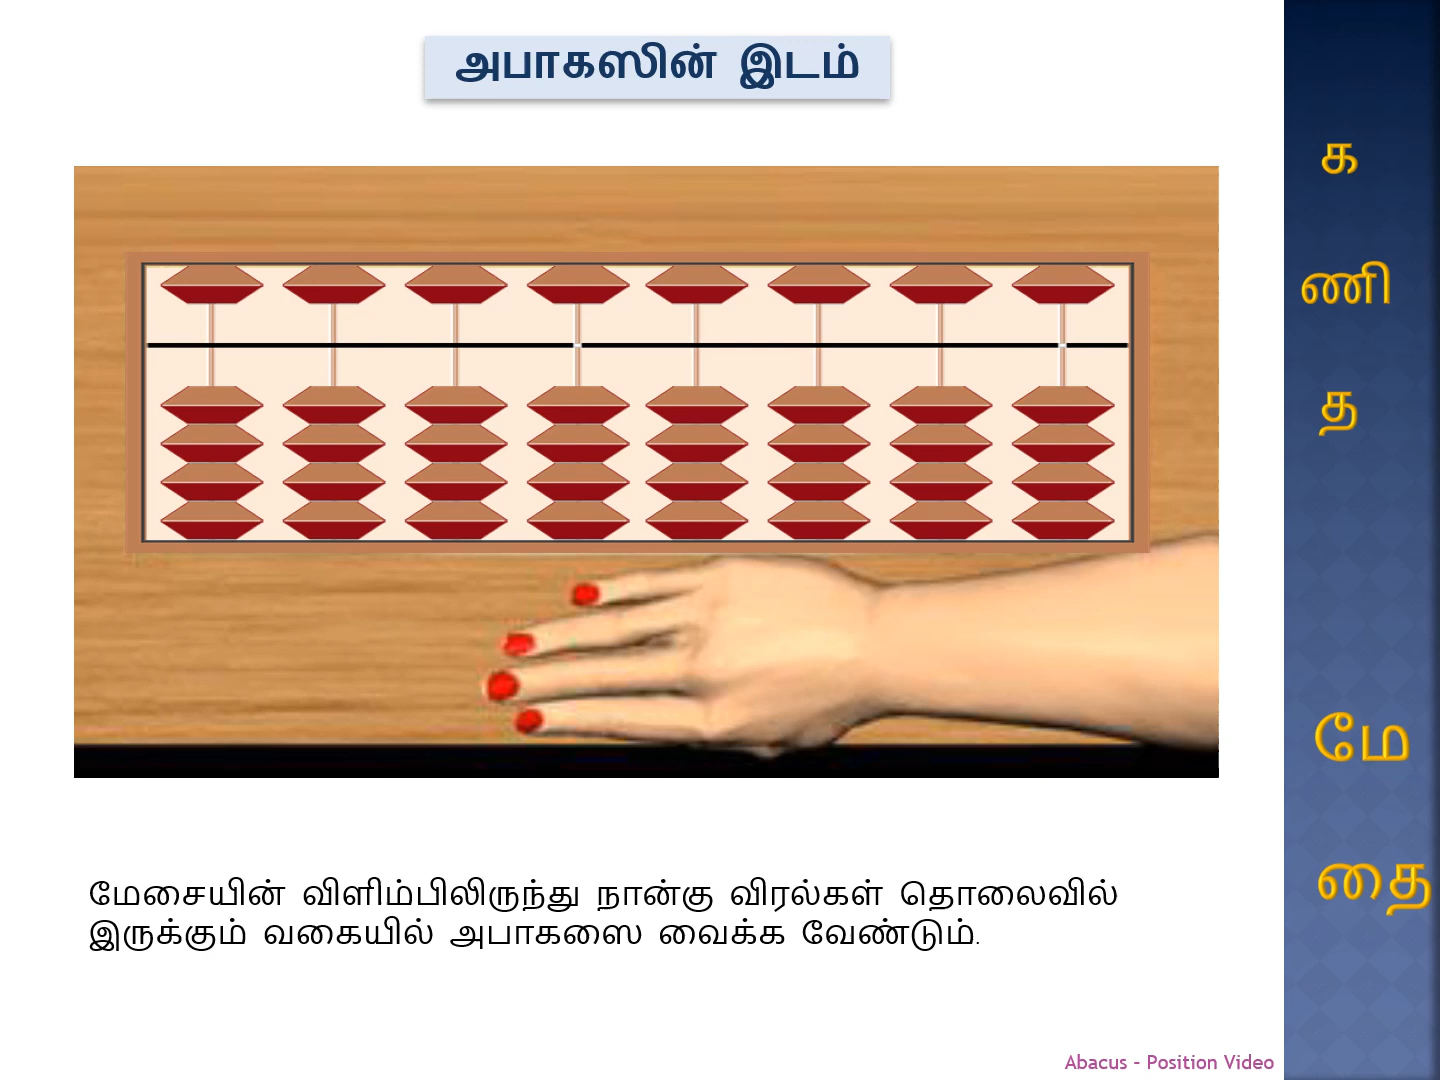 அபாகஸின் இடம்
மேசையின் விளிம்பிலிருந்து நான்கு விரல்கள் தொலைவில்
இருக்கும் வகையில் அபாகஸை வைக்க வேண்டும்.
Abacus - Position Video
க
ணி
த
மே
தை